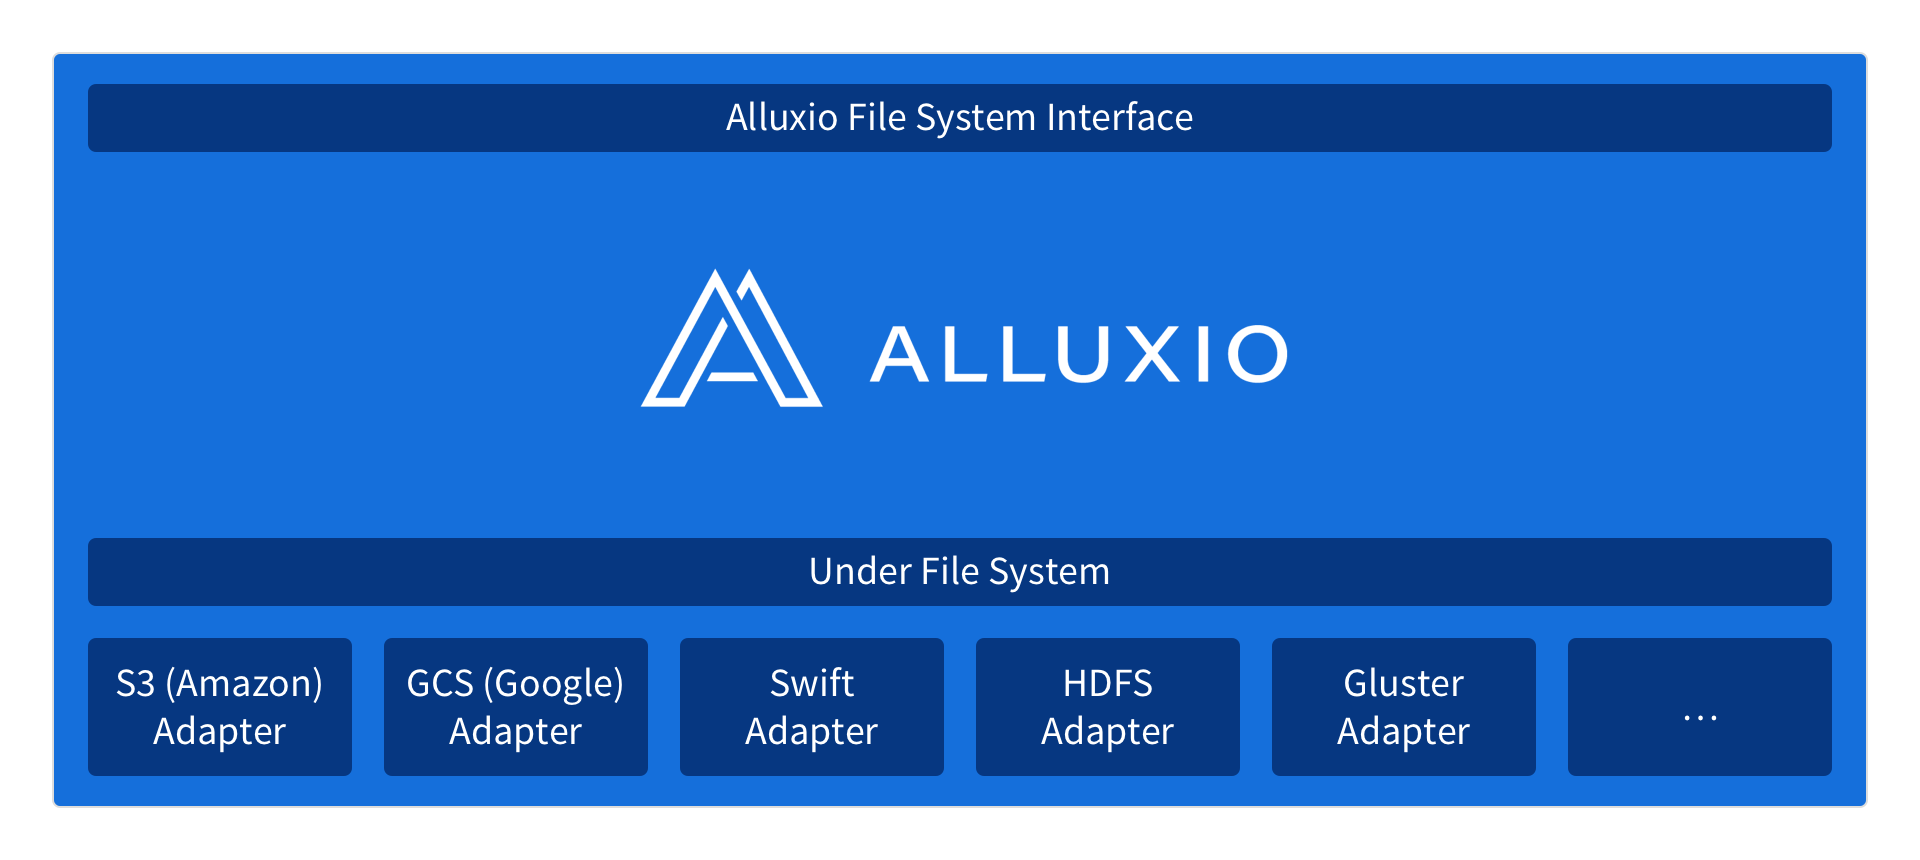 Alluxio File System Interface
ALLUXIO
Under File System
S3 (Amazon)
Adapter
GCS (Google)
Adapter
Swift
Adapter
HDFS
Adapter
Gluster
Adapter
...